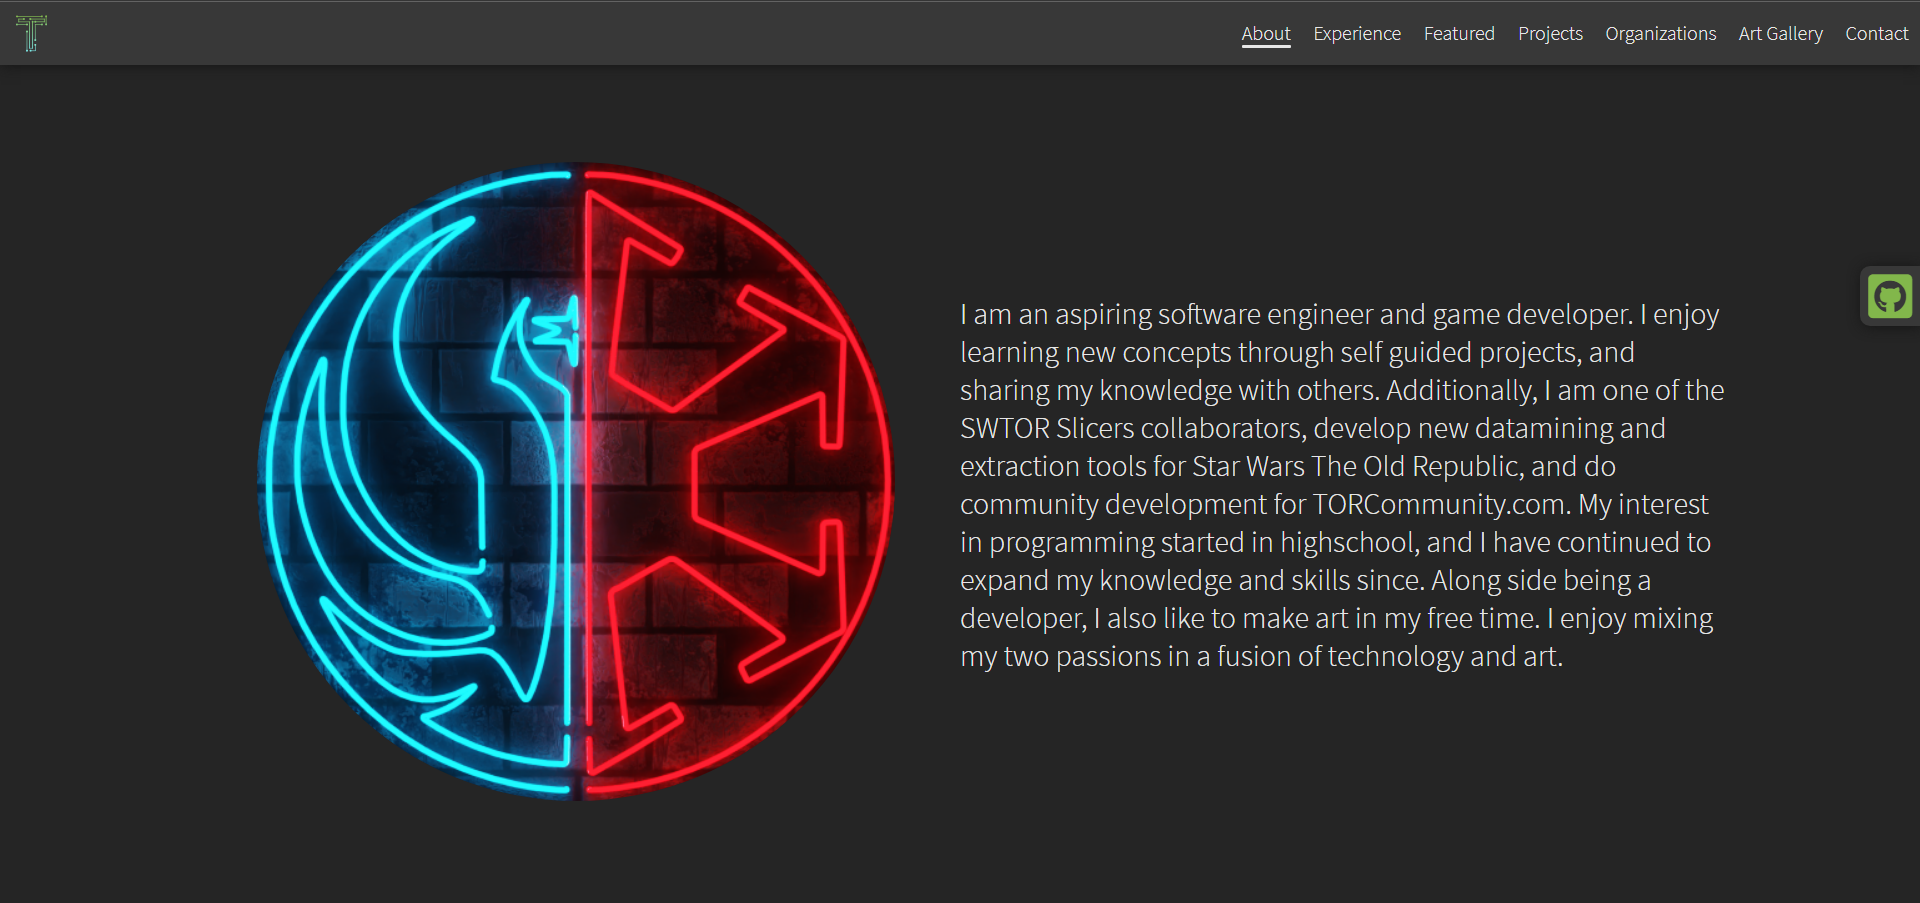 T
About Experience Featured Projects Organizations Art Gallery Contact
I am an aspiring software engineer and game developer. I enjoy
learning new concepts through self guided projects, and
sharing my knowledge with others. Additionally, I am one of the
SWTOR Slicers collaborators, develop new datamining and
extraction tools for Star Wars The Old Republic, and do
community development for TORCommunity.com. My interest
in programming started in highschool, and I have continued to
expand my knowledge and skills since. Along side being a
developer, I also like to make art in my free time. I enjoy mixing
my two passions in a fusion of technology and art.